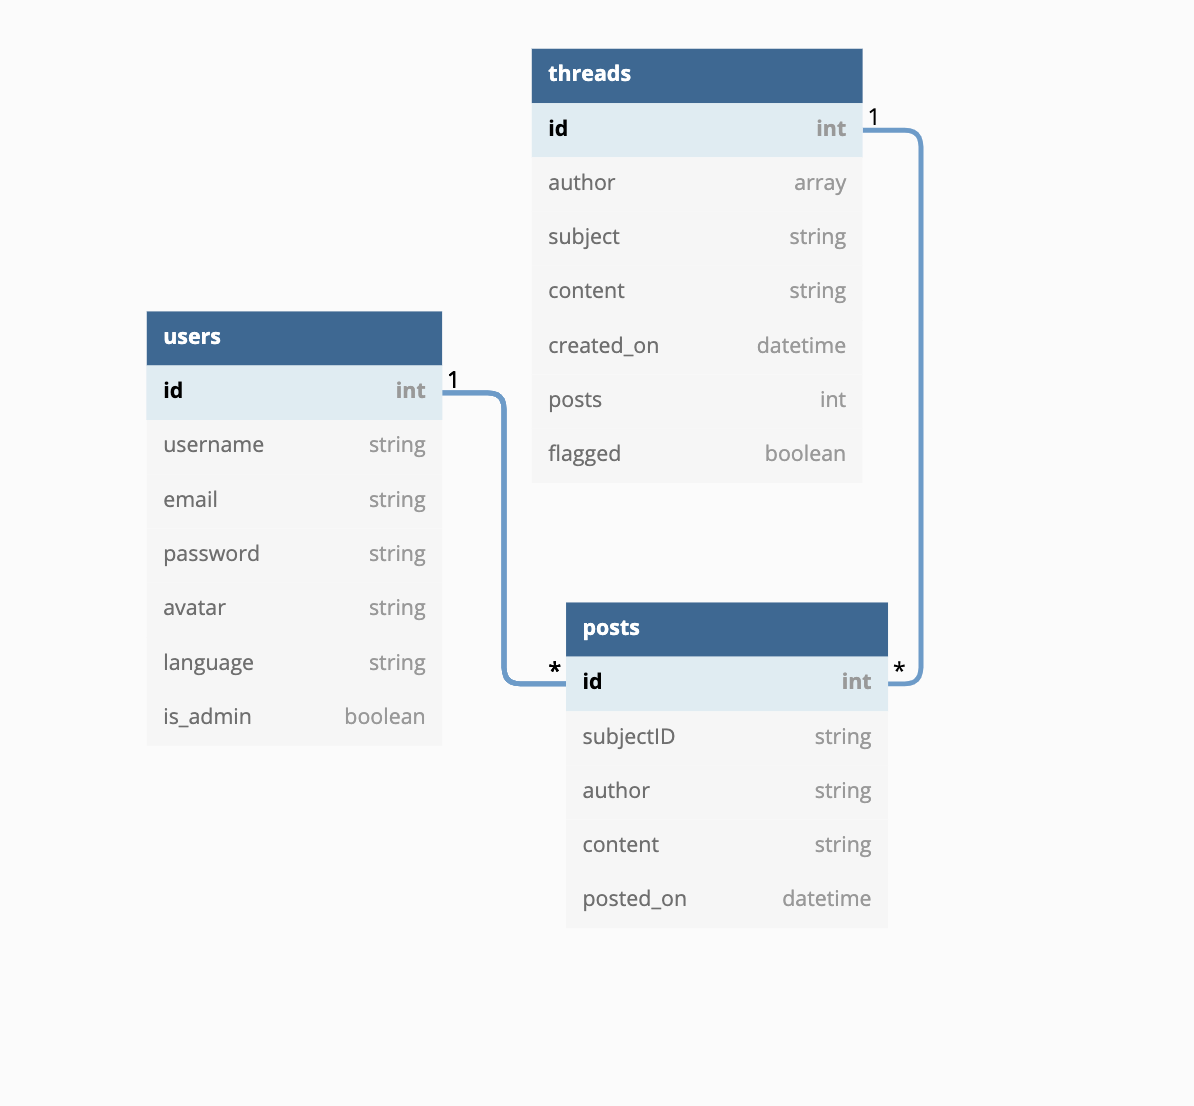 threads
id int
author array
subject string
content string
created_on datetime
posts int
flagged boolean
1
users
id int
username string
email string
password string
avatar string
language string
is_admin boolean
1
posts
* id int *
subjectID string
author string
content string
posted_on datetime